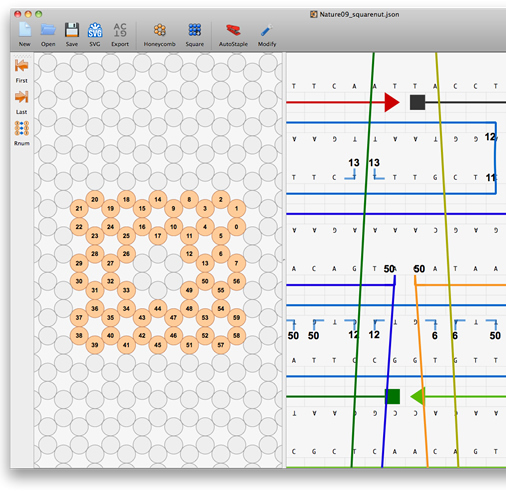 Nature09_squarenut.json
New Open Save SVG Export Honeycomb Square AutoStaple Modify
First
Last
Rnum
20 18 14 8 2
21 19 15 9 3 1
22 24 16 10 4 0
23 25 17 11 5
28 26 12 6
29 27 13 7
30 32 50 56
31 33 49 55
36 34 44 48 54 58
37 35 43 47 53 59
38 40 42 46 52 58
39 41 45 51 57
T T C A A T T A C C T
12
13 13
T T C T T G C T 11
50 50
A C A G T A A T A A
50 50 12 12 6 6 50
A T T C C G G T G T T
C G C T C A A C A G T